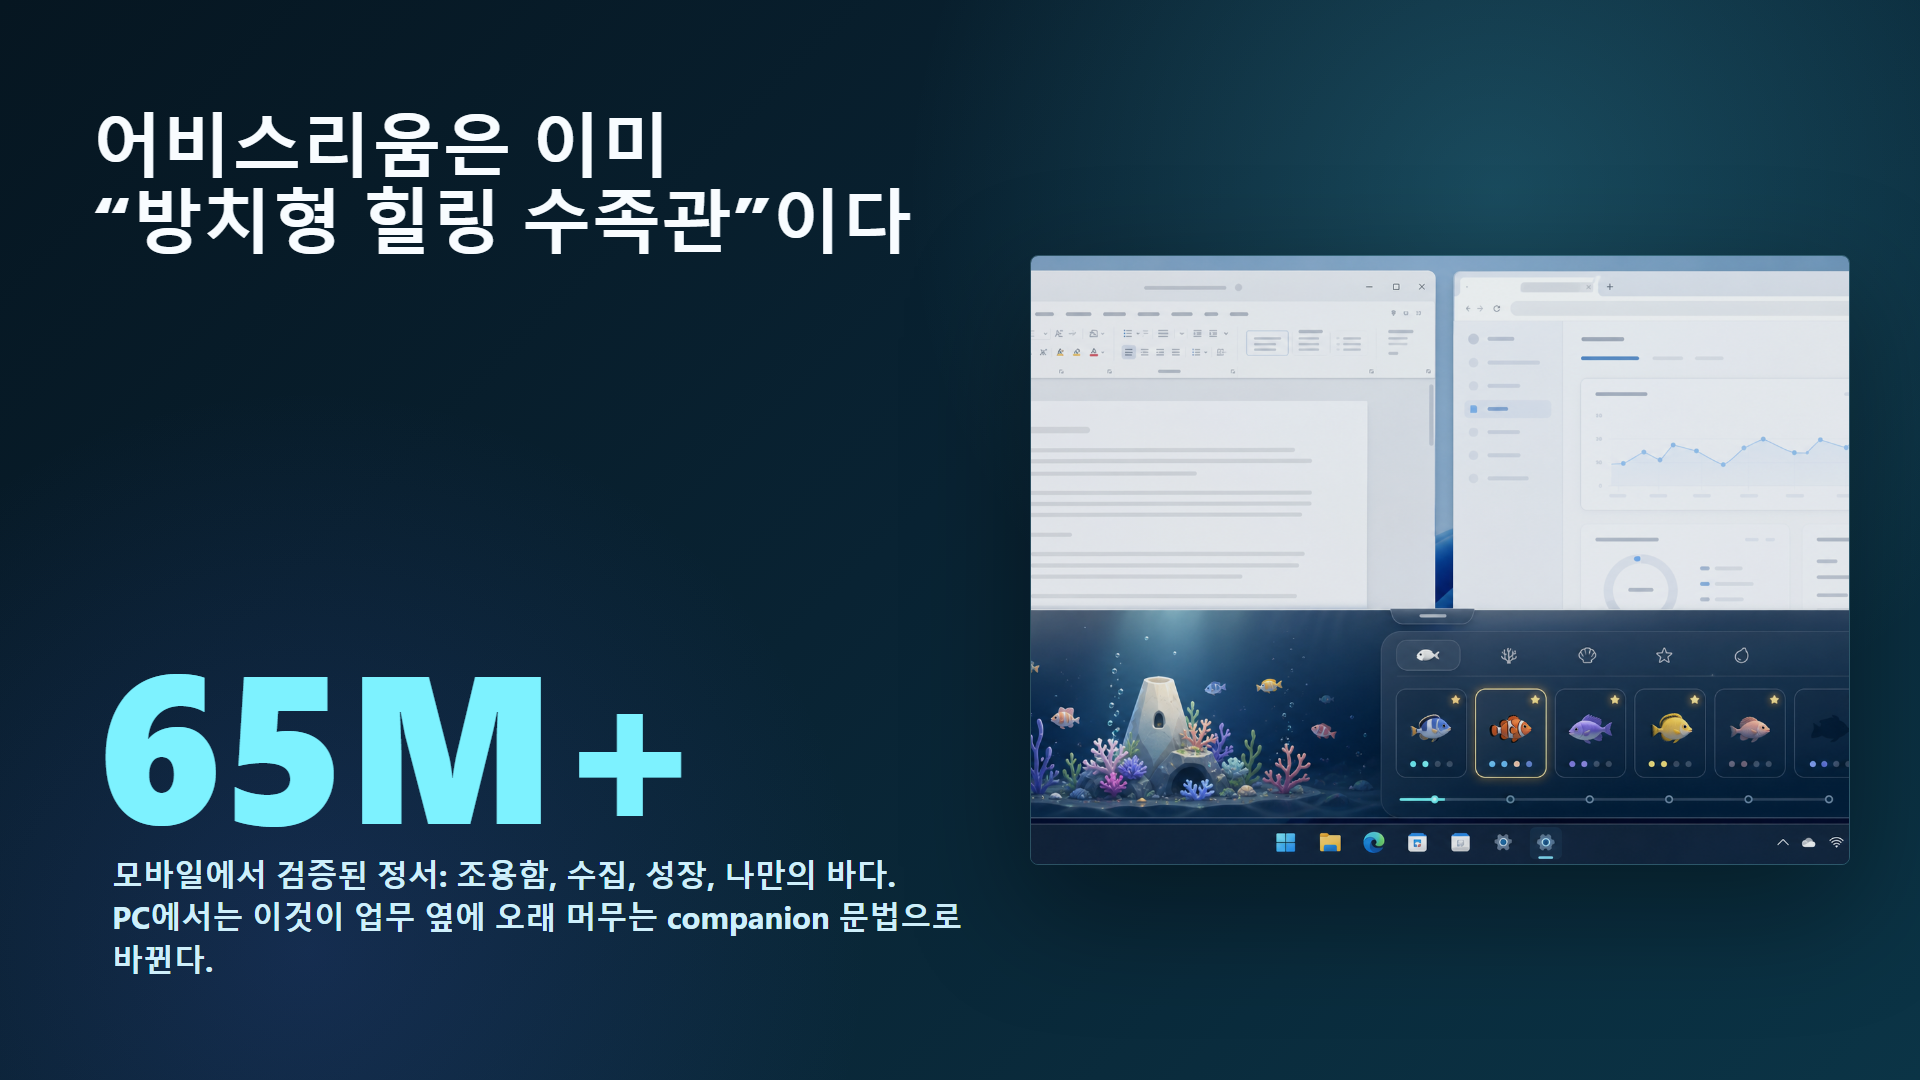 어비스리움은 이미
“방치형 힐링 수족관”이다
65M+
모바일에서 검증된 정서: 조용함, 수집, 성장, 나만의 바다.
PC에서는 이것이 업무 옆에 오래 머무는 companion 문법으로
바뀐다.